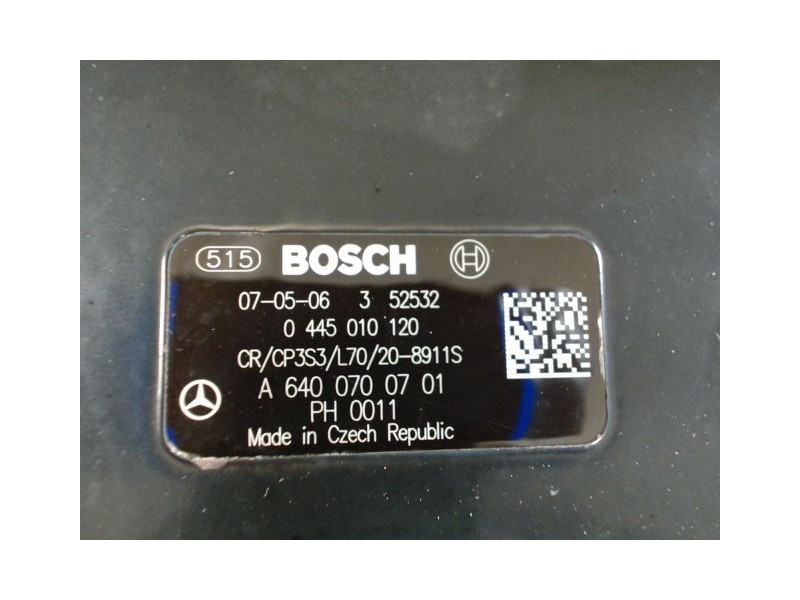 515 BOSCH
07-05-06 3 52532
0 445 010 120
CR/CP3S3/L70/20-8911S
A 640 070 07 01
PH 0011
Made in Czech Republic